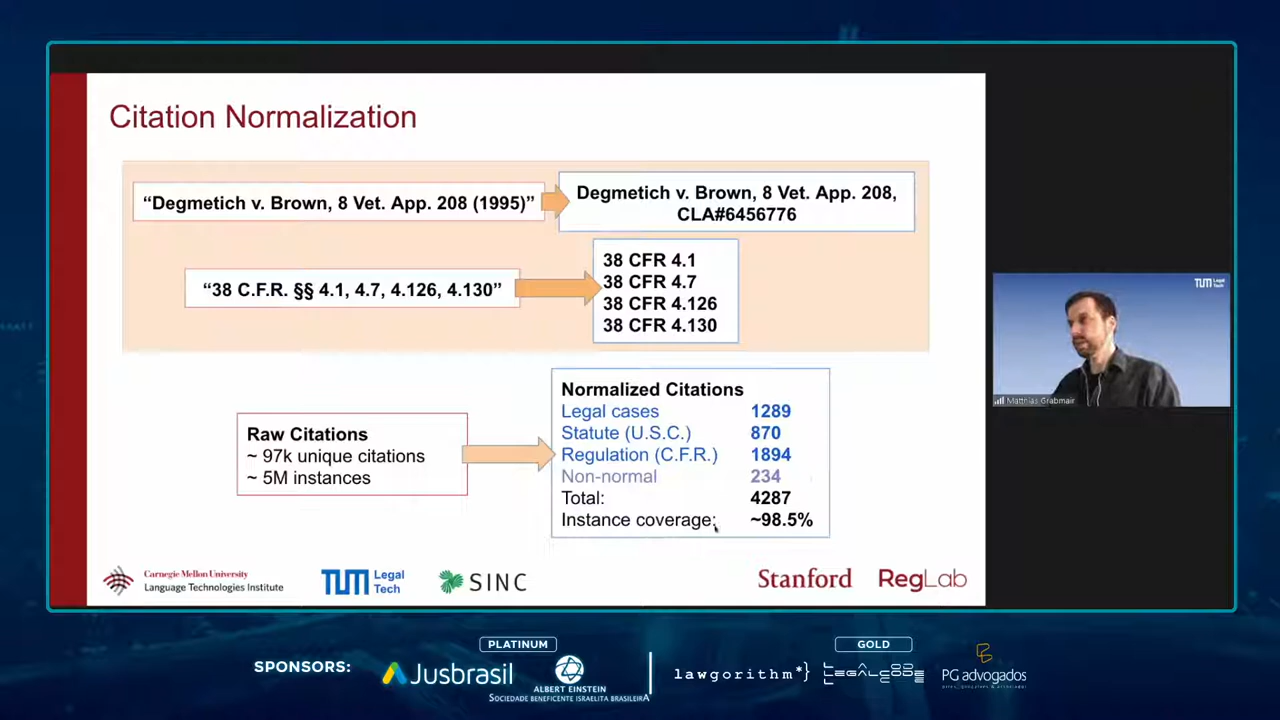 Citation Normalization
“Degmetich v. Brown, 8 Vet. App. 208 (1995)”
Degmetich v. Brown, 8 Vet. App. 208,
CLA#6456776
“38 C.F.R. §§ 4.1, 4.7, 4.126, 4.130”
38 CFR 4.1
38 CFR 4.7
38 CFR 4.126
38 CFR 4.130
Raw Citations
~ 97k unique citations
~ 5M instances
Normalized Citations
Legal cases 1289
Statute (U.S.C.) 870
Regulation (C.F.R.) 1894
Non-normal 234
Total: 4287
Instance coverage: ~98.5%
Carnegie Mellon University
Language Technologies Institute
TUM Legal
Tech
SINC
Stanford RegLab
TUM Legal
Tech
Matthias Grabmair
SPONSORS:
PLATINUM
Jusbrasil
ALBERT EINSTEIN
SOCIEDADE BENEFICENTE ISRAELITA BRASILEIRA
GOLD
lawgorithm*}
LEGALCODE
PG advogados